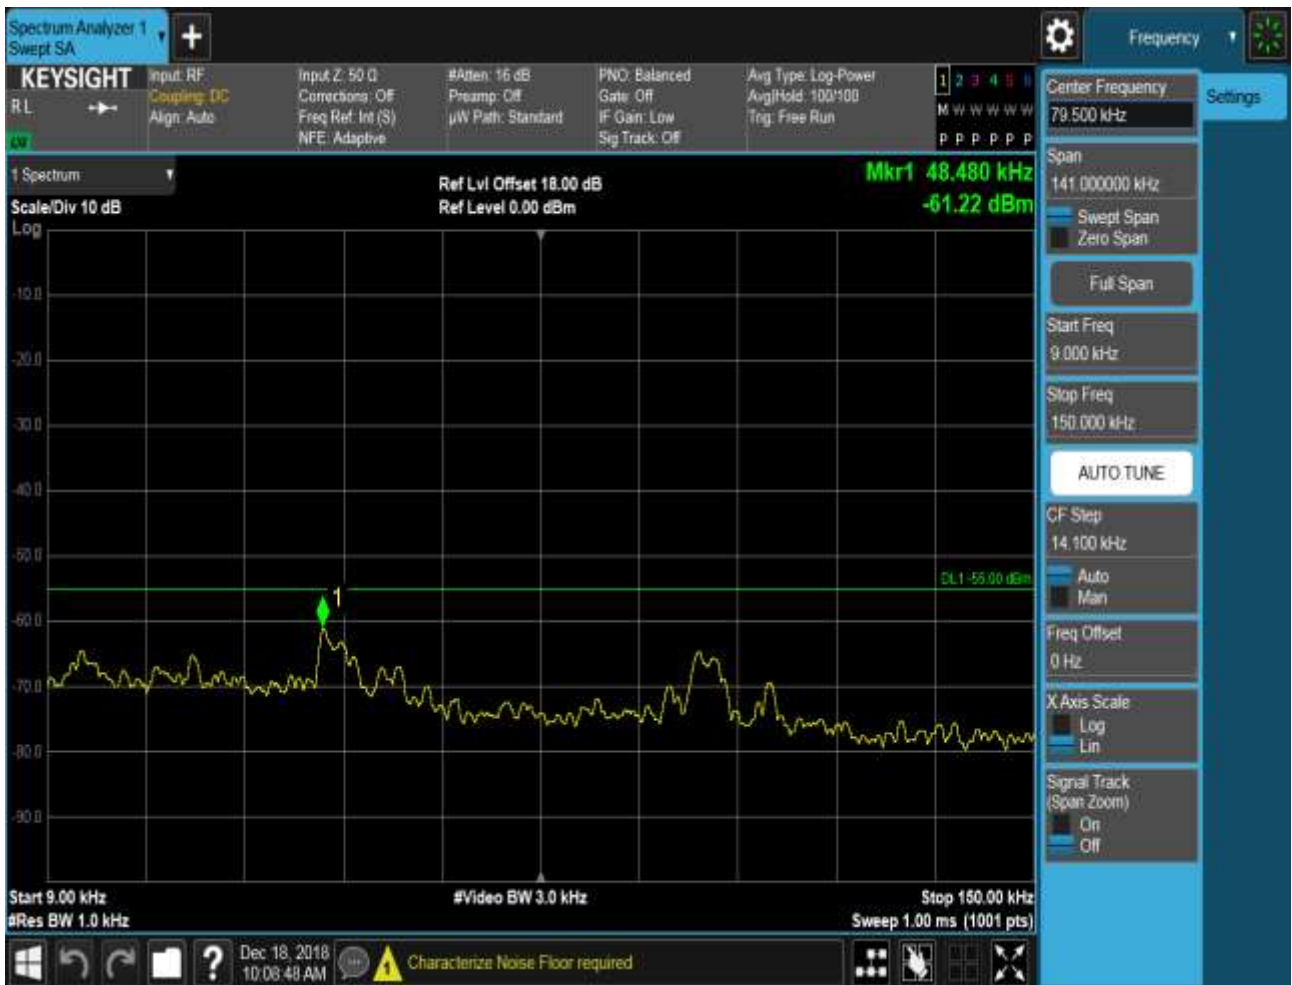 Spectrum Analyzer 1
Swept SA
Frequency
KEYSIGHT
R L
Input: RF
Coupling: DC
Align: Auto
Input Z: 50 Ω
Corrections: Off
Freq Ref: Int (S)
NFE: Adaptive
#Atten: 16 dB
Preamp: Off
µW Path: Standard
PNO: Balanced
Gate: Off
IF Gain: Low
Sig Track: Off
Avg Type: Log-Power
Avg|Hold: 100/100
Trig: Free Run
1 2 3 4 5 6
M W W W W W
P P P P P P
1 Spectrum
Scale/Div 10 dB
Log
Ref Lvl Offset 18.00 dB
Ref Level 0.00 dBm
Mkr1 48.480 kHz
-61.22 dBm
-10.0
-20.0
-30.0
-40.0
-50.0
-60.0
-70.0
-80.0
-90.0
DL1 -55.00 dBm
1
Start 9.00 kHz
#Res BW 1.0 kHz
#Video BW 3.0 kHz
Stop 150.00 kHz
Sweep 1.00 ms (1001 pts)
Center Frequency
79.500 kHz
Settings
Span
141.000000 kHz
Swept Span
Zero Span
Full Span
Start Freq
9.000 kHz
Stop Freq
150.000 kHz
AUTO TUNE
CF Step
14.100 kHz
Auto
Man
Freq Offset
0 Hz
X Axis Scale
Log
Lin
Signal Track
(Span Zoom)
On
Off
?
Dec 18, 2018
10:08:48 AM
1
Characterize Noise Floor required